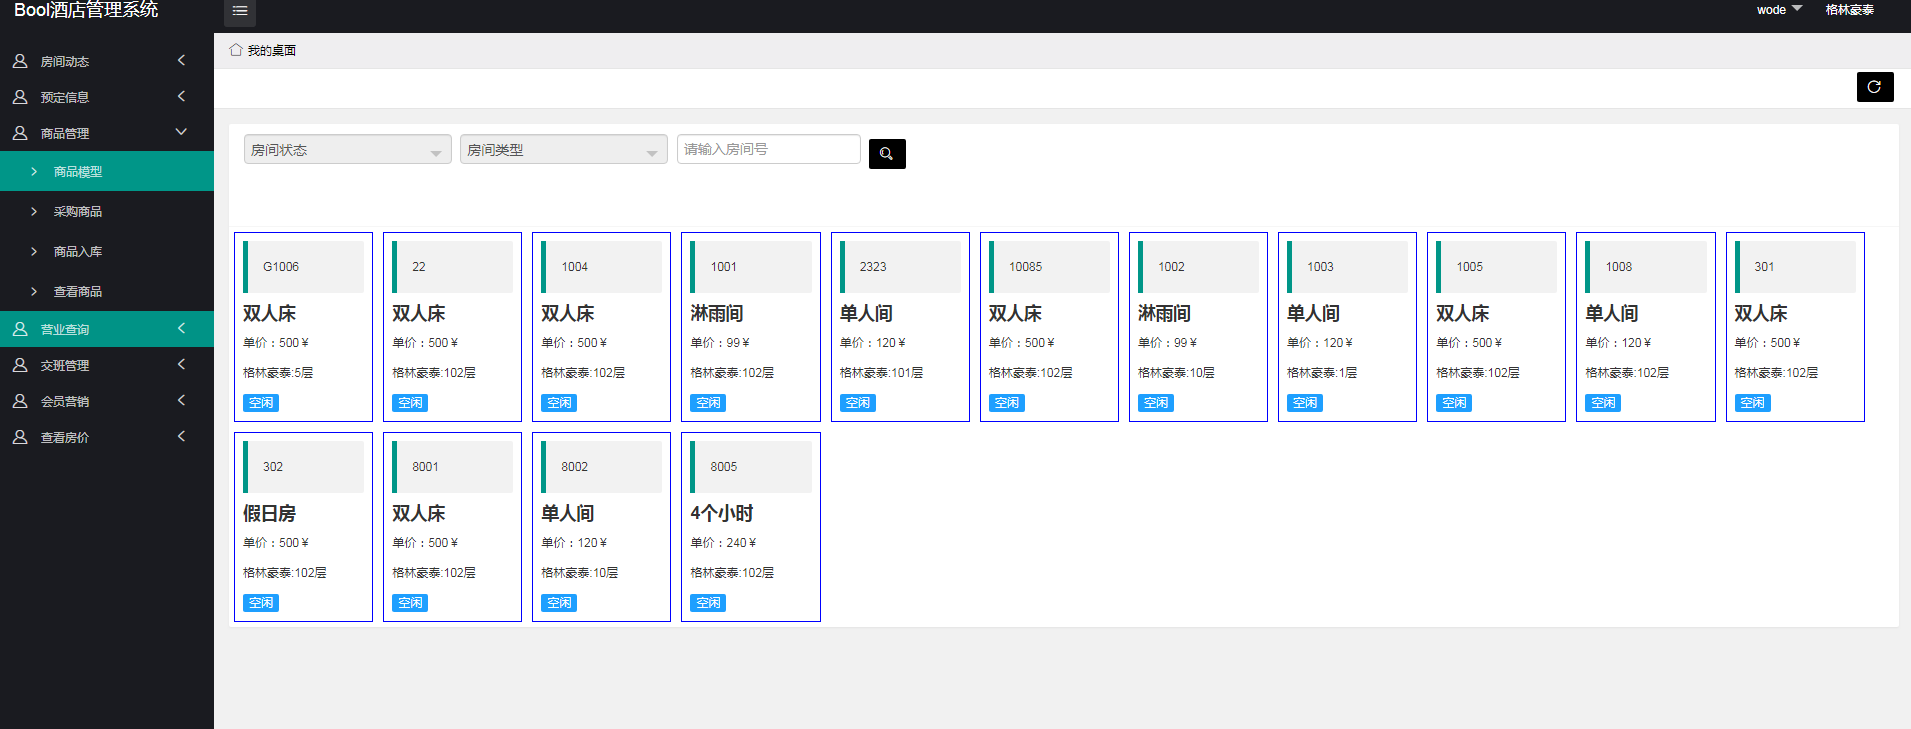 Bool酒店管理系统
wode
格林豪泰
房间动态
预定信息
商品管理
商品模型
采购商品
商品入库
查看商品
营业查询
交班管理
会员营销
查看房价
我的桌面
房间状态
房间类型
请输入房间号
G1006
双人床
单价：500￥
格林豪泰:5层
空闲
22
双人床
单价：500￥
格林豪泰:102层
空闲
1004
双人床
单价：500￥
格林豪泰:102层
空闲
1001
淋雨间
单价：99￥
格林豪泰:102层
空闲
2323
单人间
单价：120￥
格林豪泰:101层
空闲
10085
双人床
单价：500￥
格林豪泰:102层
空闲
1002
淋雨间
单价：99￥
格林豪泰:10层
空闲
1003
单人间
单价：120￥
格林豪泰:1层
空闲
1005
双人床
单价：500￥
格林豪泰:102层
空闲
1008
单人间
单价：120￥
格林豪泰:102层
空闲
301
双人床
单价：500￥
格林豪泰:102层
空闲
302
假日房
单价：500￥
格林豪泰:102层
空闲
8001
双人床
单价：500￥
格林豪泰:102层
空闲
8002
单人间
单价：120￥
格林豪泰:10层
空闲
8005
4个小时
单价：240￥
格林豪泰:102层
空闲